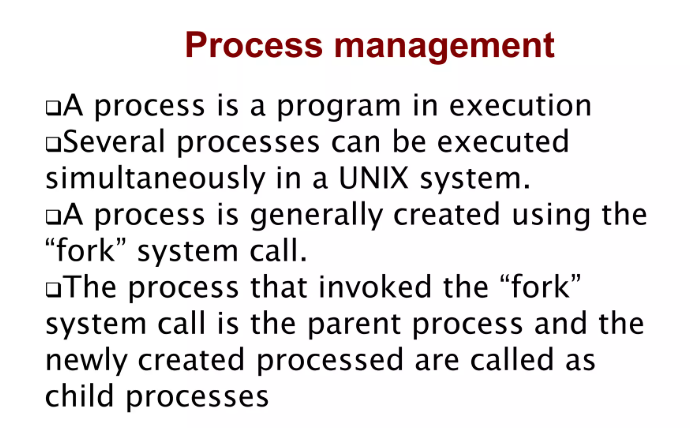 Process management
❑A process is a program in execution
❑Several processes can be executed
simultaneously in a UNIX system.
❑A process is generally created using the
“fork” system call.
❑The process that invoked the “fork”
system call is the parent process and the
newly created processed are called as
child processes